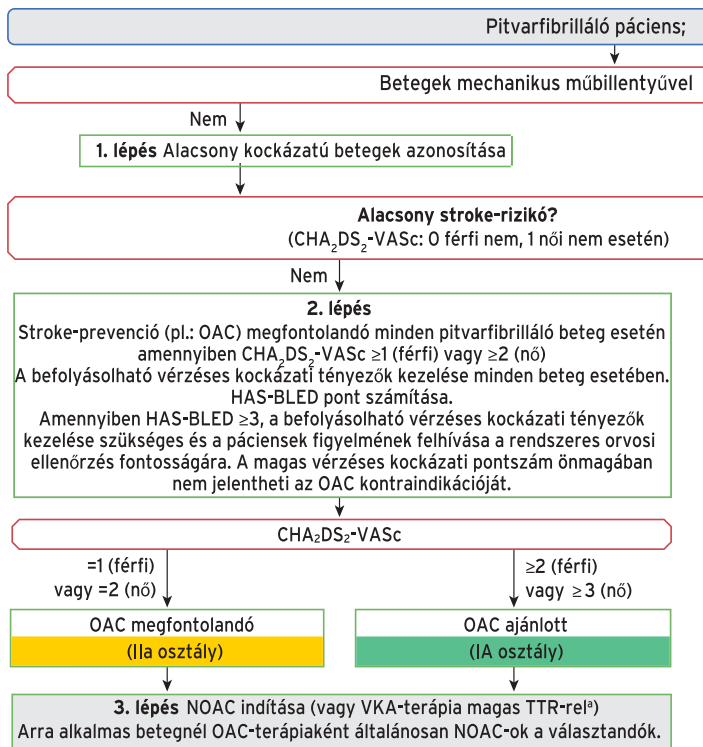 Pitvarfibrilláló páciens;
Betegek mechanikus műbillentyűvel
Nem
1. lépés Alacsony kockázatú betegek azonosítása
Alacsony stroke-rizikó?
(CHA₂DS₂-VASc: 0 férfi nem, 1 női nem esetén)
Nem
2. lépés
Stroke-prevenció (pl.: OAC) megfontolandó minden pitvarfibrilláló beteg esetén
amennyiben CHA₂DS₂-VASc ≥1 (férfi) vagy ≥2 (nő)
A befolyásolható vérzéses kockázati tényezők kezelése minden beteg esetében.
HAS-BLED pont számítása.
Amennyiben HAS-BLED ≥3, a befolyásolható vérzéses kockázati tényezők
kezelése szükséges és a páciensek figyelmének felhívása a rendszeres orvosi
ellenőrzés fontosságára. A magas vérzéses kockázati pontszám önmagában
nem jelentheti az OAC kontraindikációját.
CHA₂DS₂-VASc
=1 (férfi)
vagy =2 (nő)
≥2 (férfi)
vagy ≥3 (nő)
OAC megfontolandó
(IIa osztály)
OAC ajánlott
(IA osztály)
3. lépés NOAC indítása (vagy VKA-terápia magas TTR-relᵃ)
Arra alkalmas betegnél OAC-terápiaként általánosan NOAC-ok a választandók.